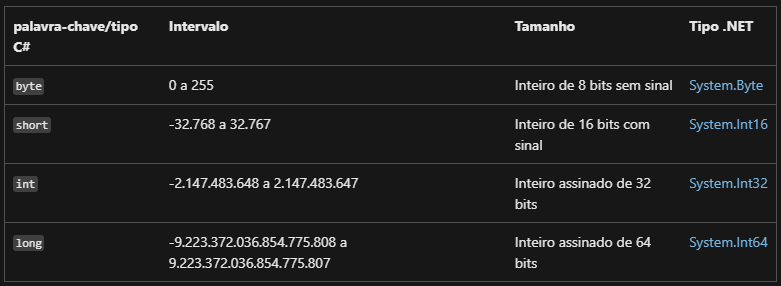 palavra-chave/tipo C# Intervalo Tamanho Tipo .NET
byte 0 a 255 Inteiro de 8 bits sem sinal System.Byte
short -32.768 a 32.767 Inteiro de 16 bits com sinal System.Int16
int -2.147.483.648 a 2.147.483.647 Inteiro assinado de 32 bits System.Int32
long -9.223.372.036.854.775.808 a 9.223.372.036.854.775.807 Inteiro assinado de 64 bits System.Int64